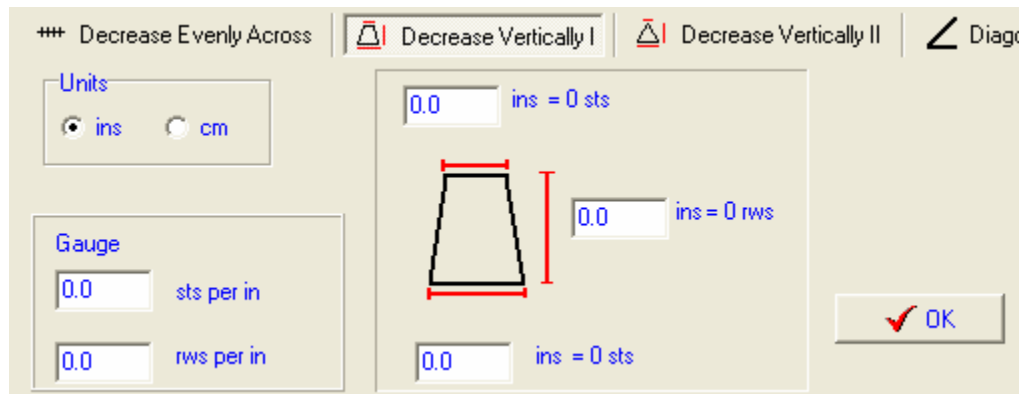 Decrease Evenly Across
Decrease Vertically I
Decrease Vertically II
Diago
Units
ins
cm
0.0 ins = 0 sts
0.0 ins = 0 rws
Gauge
0.0 sts per in
0.0 rws per in
0.0 ins = 0 sts
OK